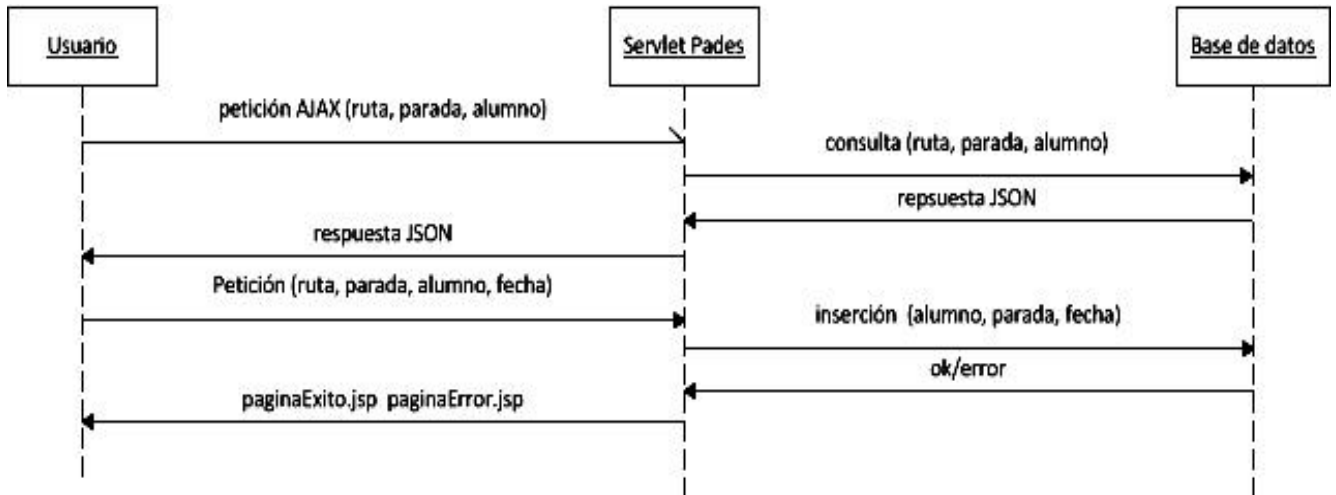 Usuario
Servlet Pades
Base de datos
petición AJAX (ruta, parada, alumno)
consulta (ruta, parada, alumno)
repsuesta JSON
respuesta JSON
Petición (ruta, parada, alumno, fecha)
inserción (alumno, parada, fecha)
ok/error
paginaExito.jsp paginaError.jsp